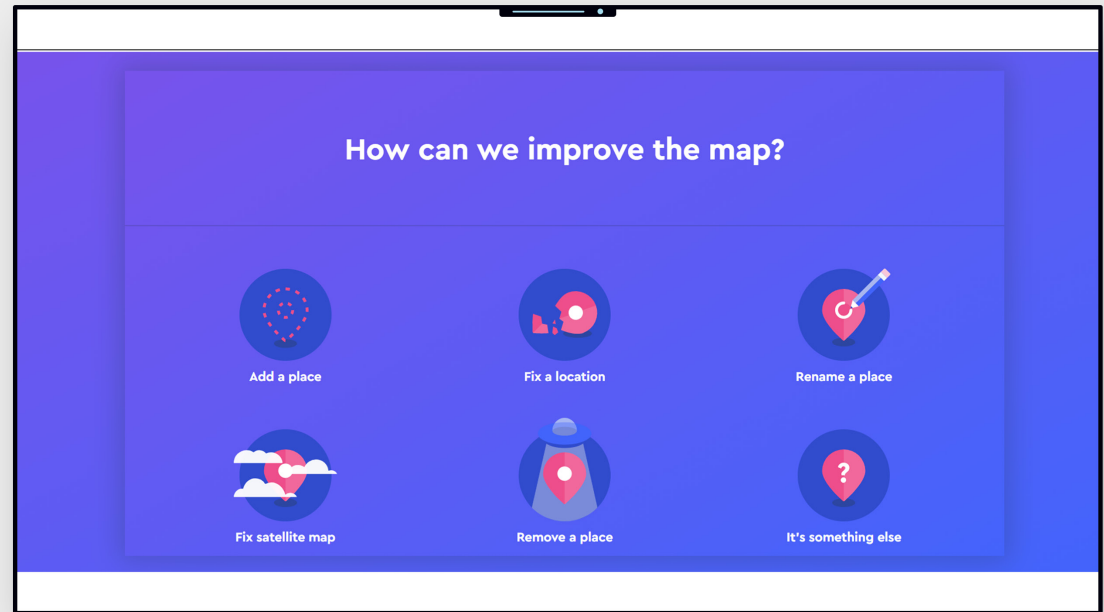 How can we improve the map?
Add a place
Fix a location
Rename a place
?
Fix satellite map
Remove a place
It's something else